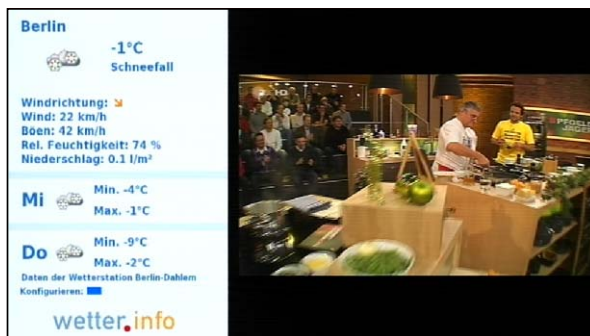 Berlin
-1°C
Schneefall
Windrichtung:
Wind: 22 km/h
Böen: 42 km/h
Rel. Feuchtigkeit: 74 %
Niederschlag: 0.1 l/m²
Mi
Min. -4°C
Max. -1°C
Do
Min. -9°C
Max. -2°C
Daten der Wetterstation Berlin-Dahlem
Konfigurieren:
wetter.info